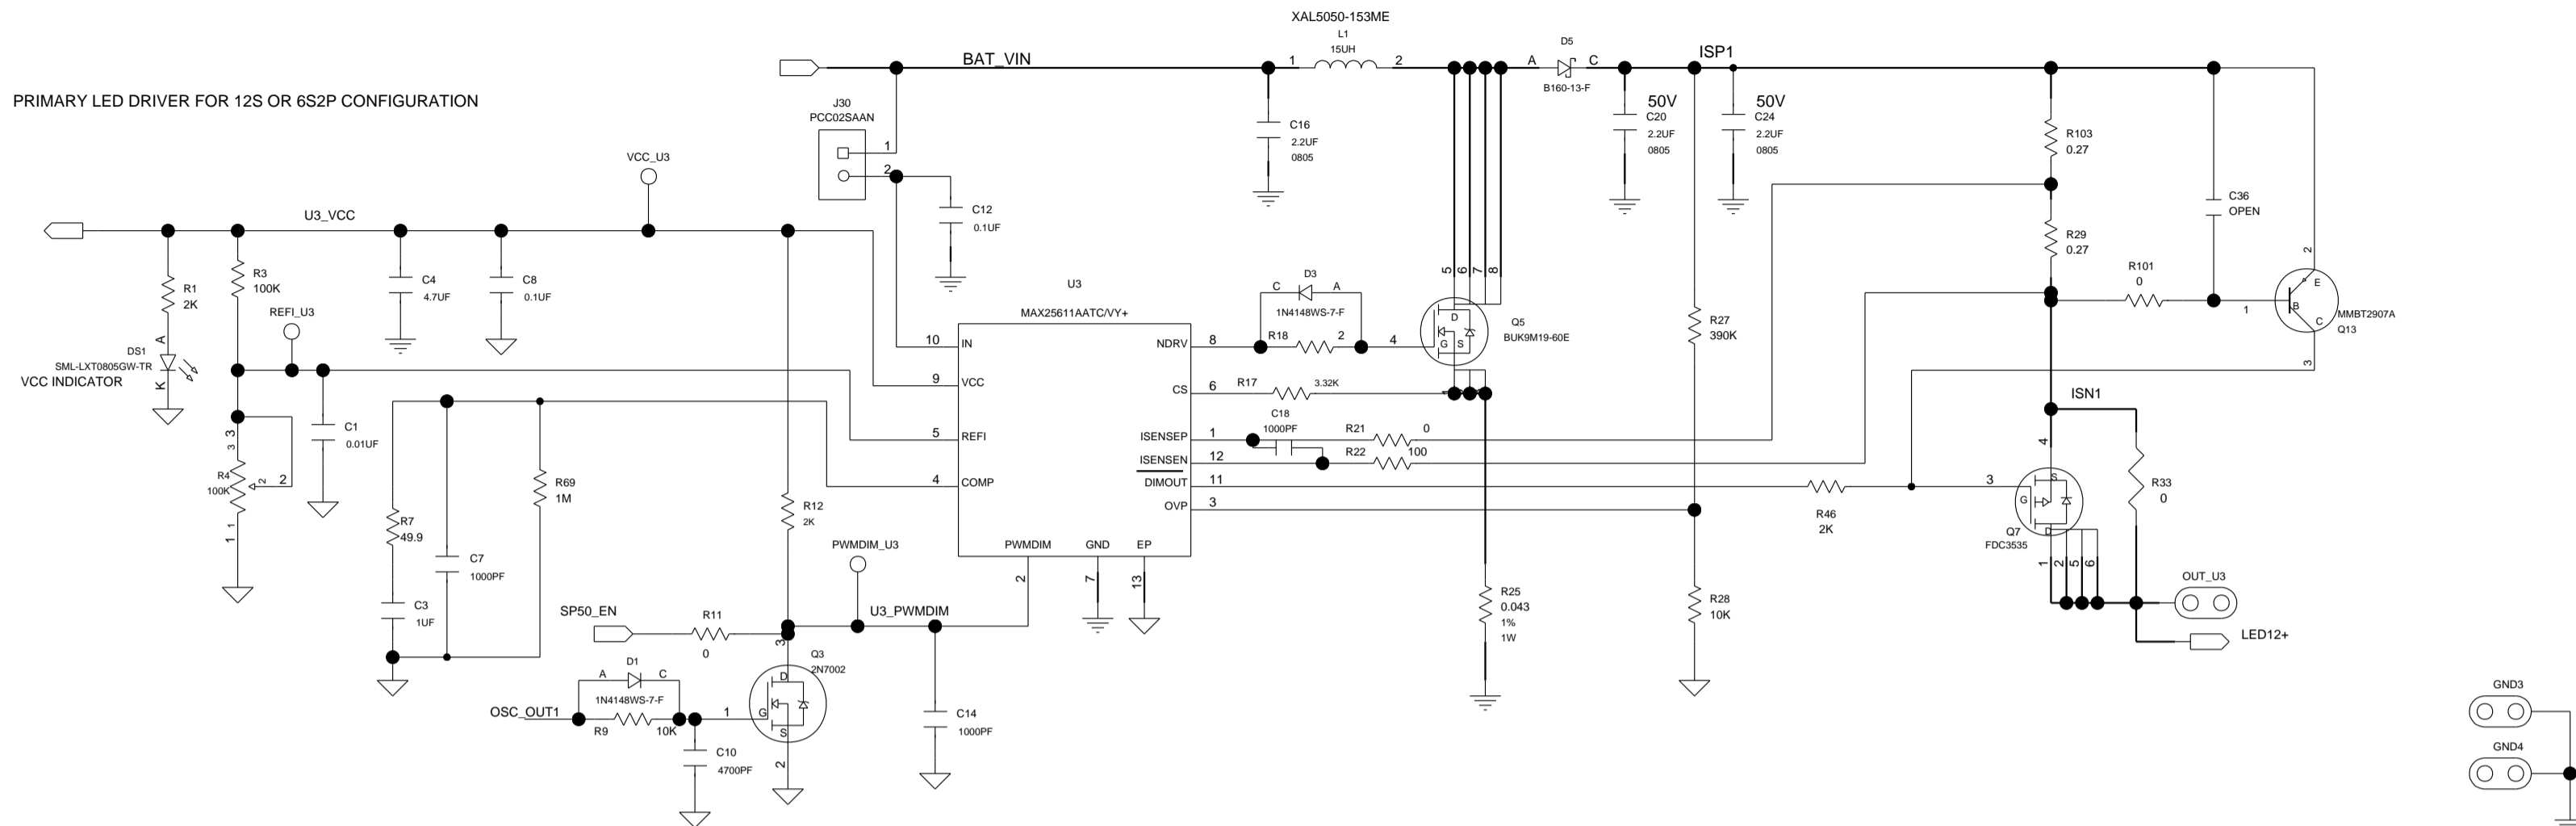 XAL5050-153ME
L1
15UH
1
2
BAT_VIN
D5
A
C
B160-13-F
ISP1
PRIMARY LED DRIVER FOR 12S OR 6S2P CONFIGURATION
J30
PCC02SAAN
1
2
C16
2.2UF
0805
50V
C20
2.2UF
0805
50V
C24
2.2UF
0805
R103
0.27
VCC_U3
U3_VCC
C12
0.1UF
C36
OPEN
R29
0.27
R101
0
2
E
B
C
1
3
MMBT2907A
Q13
R1
2K
R3
100K
C4
4.7UF
C8
0.1UF
REFI_U3
A
DS1
SML-LXT0805GW-TR
VCC INDICATOR
K
U3
MAX25611AATC/VY+
10
IN
9
VCC
5
REFI
4
COMP
NDRV
8
CS
6
ISENSEP
1
ISENSEN
12
DIMOUT
11
OVP
3
PWMDIM
GND
EP
2
7
13
D3
C
A
1N4148WS-7-F
R18
2
4
5
6
7
8
D
G
S
Q5
BUK9M19-60E
R17
3.32K
C18
1000PF
R21
0
R22
100
R27
390K
ISN1
3
3
R4
100K
2
2
1
1
C1
0.01UF
R7
49.9
C7
1000PF
R69
1M
C3
1UF
R12
2K
PWMDIM_U3
U3_PWMDIM
SP50_EN
R11
0
3
Q3
2N7002
D
G
S
1
2
D1
A
C
1N4148WS-7-F
OSC_OUT1
R9
10K
C10
4700PF
C14
1000PF
R25
0.043
1%
1W
R28
10K
R46
2K
4
3
S
G
D
Q7
FDC3535
1
2
5
6
R33
0
OUT_U3
LED12+
GND3
GND4